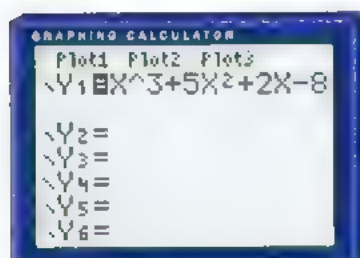 GRAPHING CALCULATOR
Plot1 Plot2 Plot3
\Y1=X^3+5X²+2X-8
\Y2=
\Y3=
\Y4=
\Y5=
\Y6=